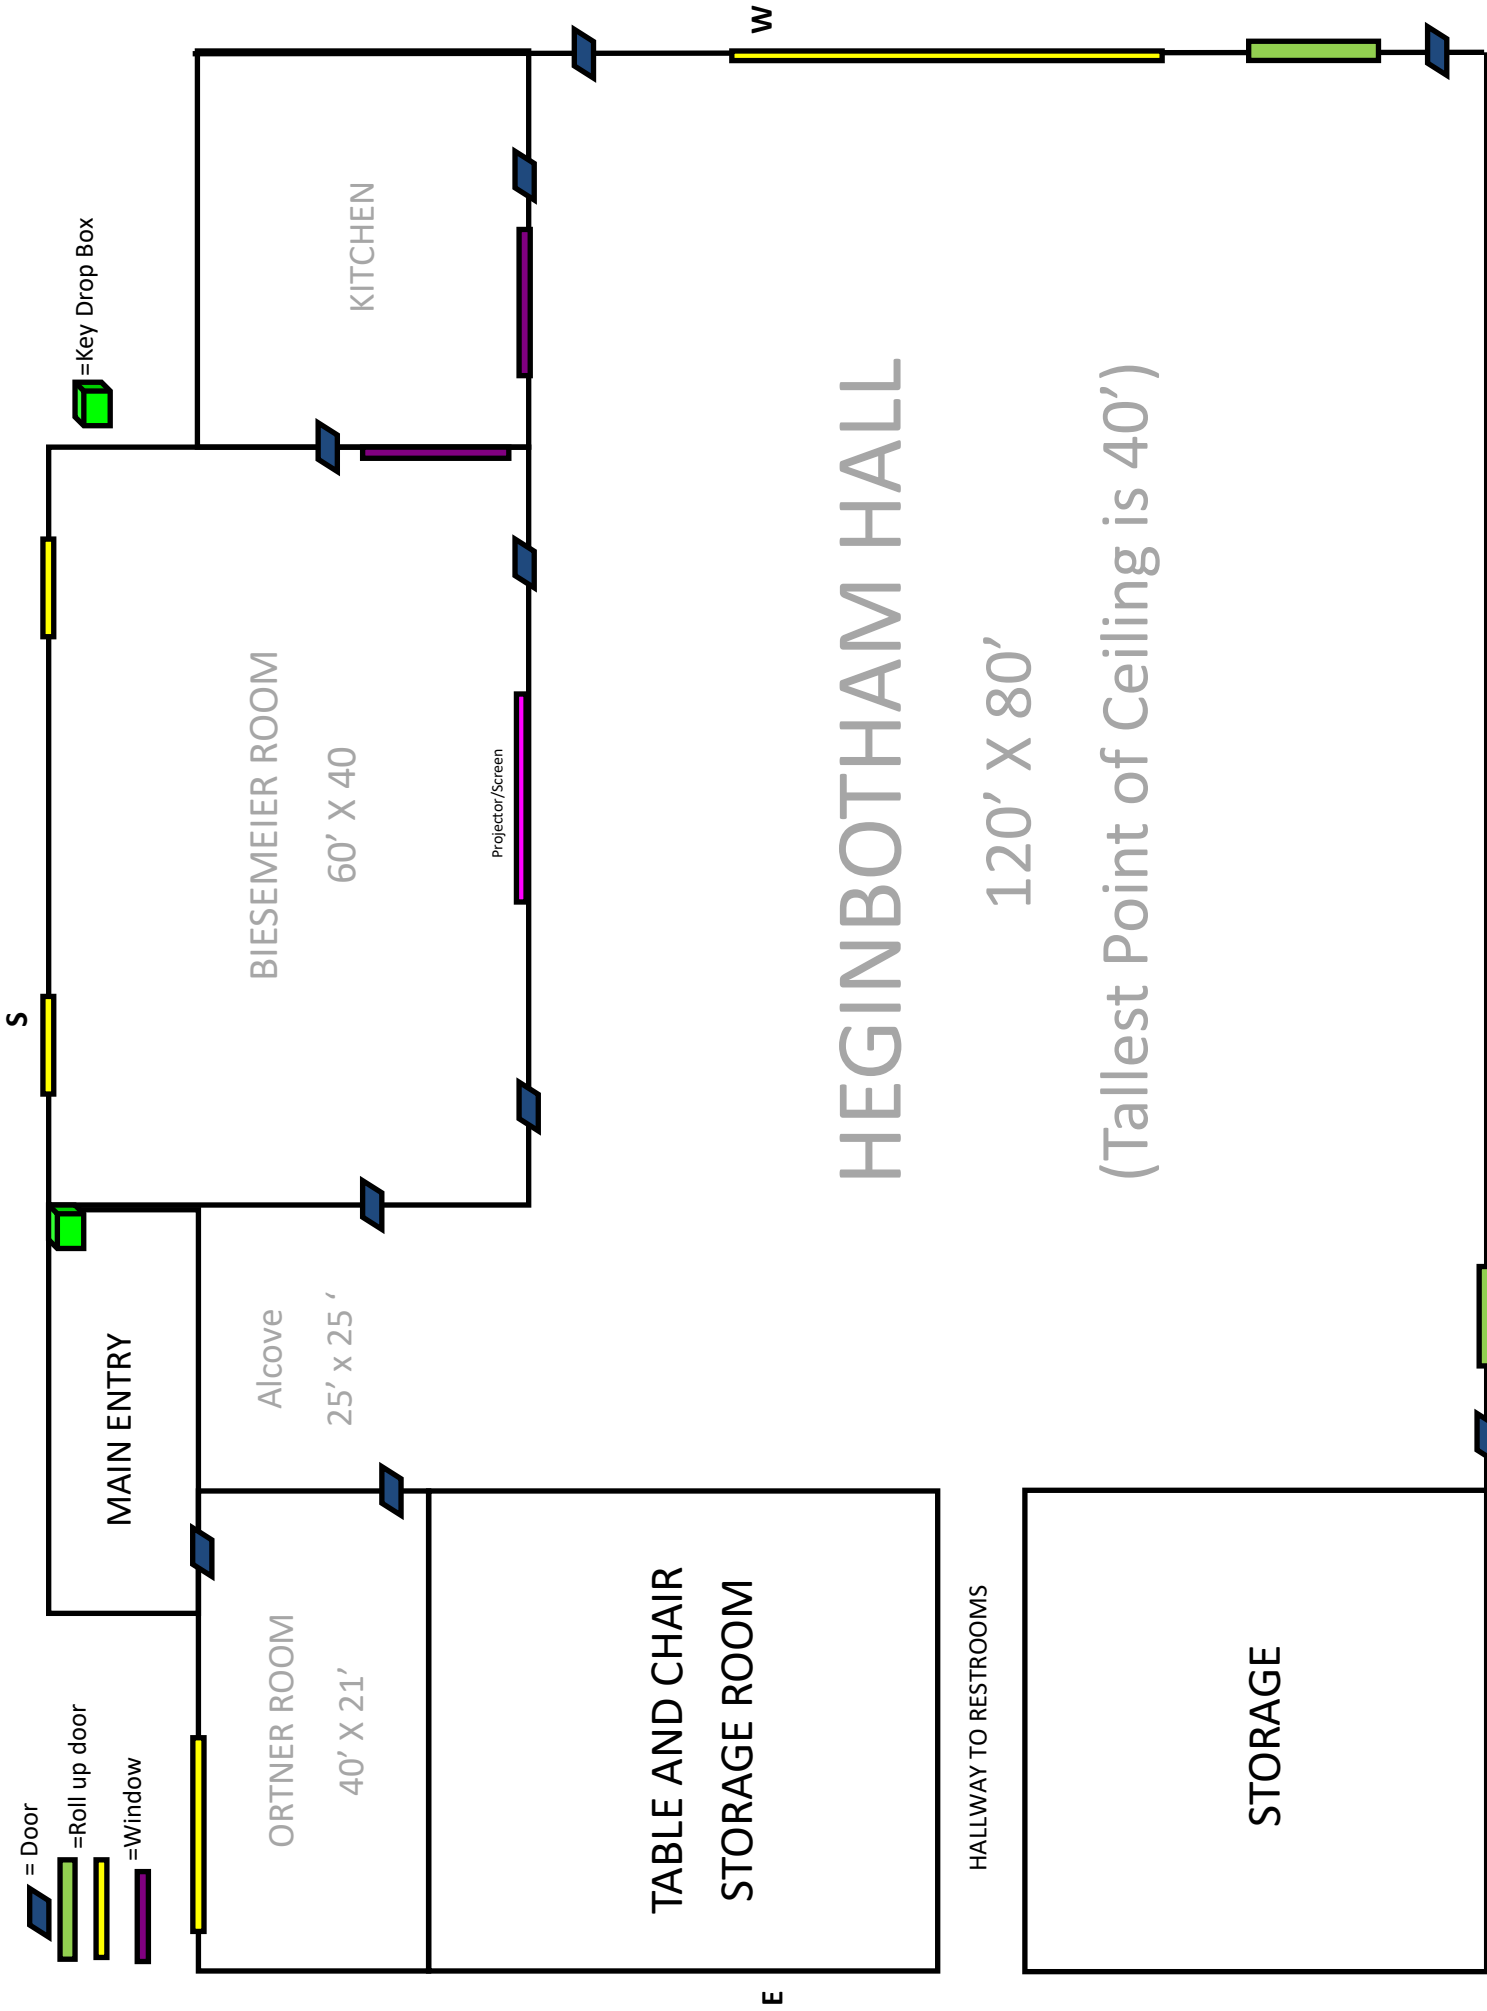 = Door
=Roll up door
=Window
=Key Drop Box
S
MAIN ENTRY
BIESEMEIER ROOM
60’ X 40
Projector/Screen
KITCHEN
ORTNER ROOM
40’ X 21’
Alcove
25’ x 25 ‘
TABLE AND CHAIR
STORAGE ROOM
HEGINBOTHAM HALL
120’ X 80’
(Tallest Point of Ceiling is 40’)
E
W
HALLWAY TO RESTROOMS
STORAGE